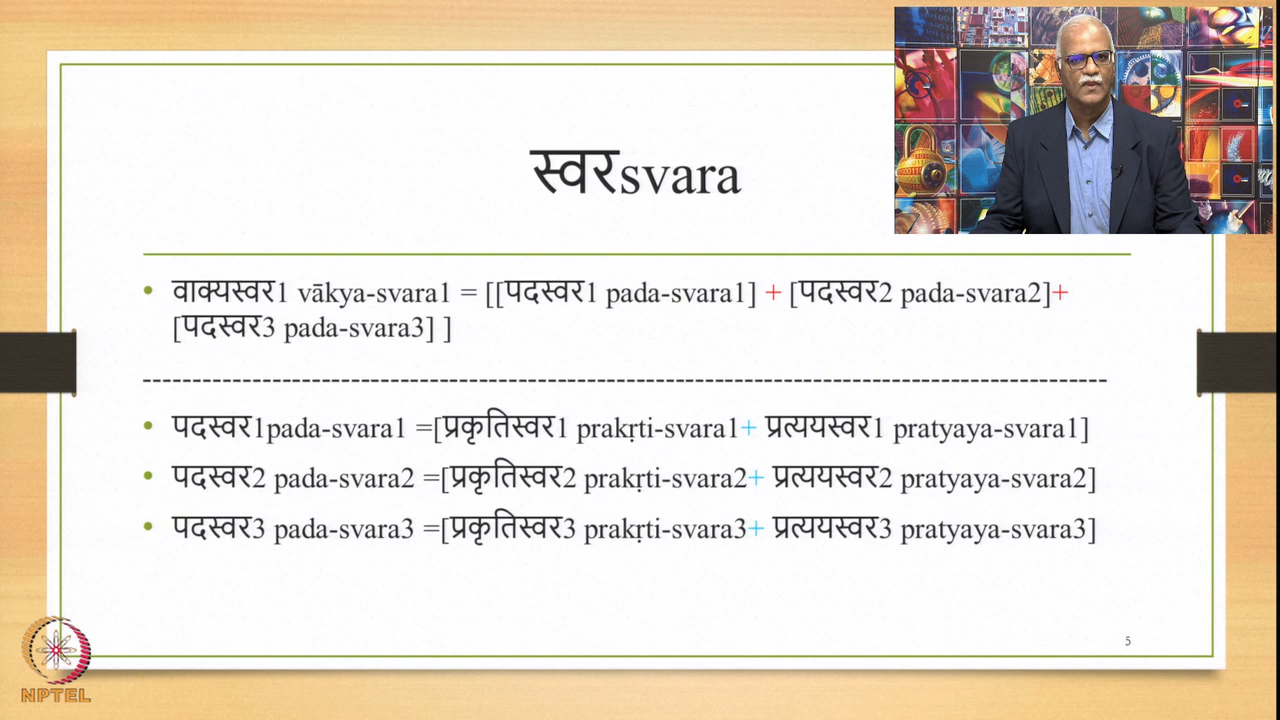 स्वरsvara
• वाक्यस्वर1 vākya-svara1 = [[पदस्वर1 pada-svara1] + [पदस्वर2 pada-svara2]+
[पदस्वर3 pada-svara3] ]
-------------------------------------------------------------------------------------------------
• पदस्वर1pada-svara1 =[प्रकृतिस्वर1 prakṛti-svara1+ प्रत्ययस्वर1 pratyaya-svara1]
• पदस्वर2 pada-svara2 =[प्रकृतिस्वर2 prakṛti-svara2+ प्रत्ययस्वर2 pratyaya-svara2]
• पदस्वर3 pada-svara3 =[प्रकृतिस्वर3 prakṛti-svara3+ प्रत्ययस्वर3 pratyaya-svara3]
5
NPTEL